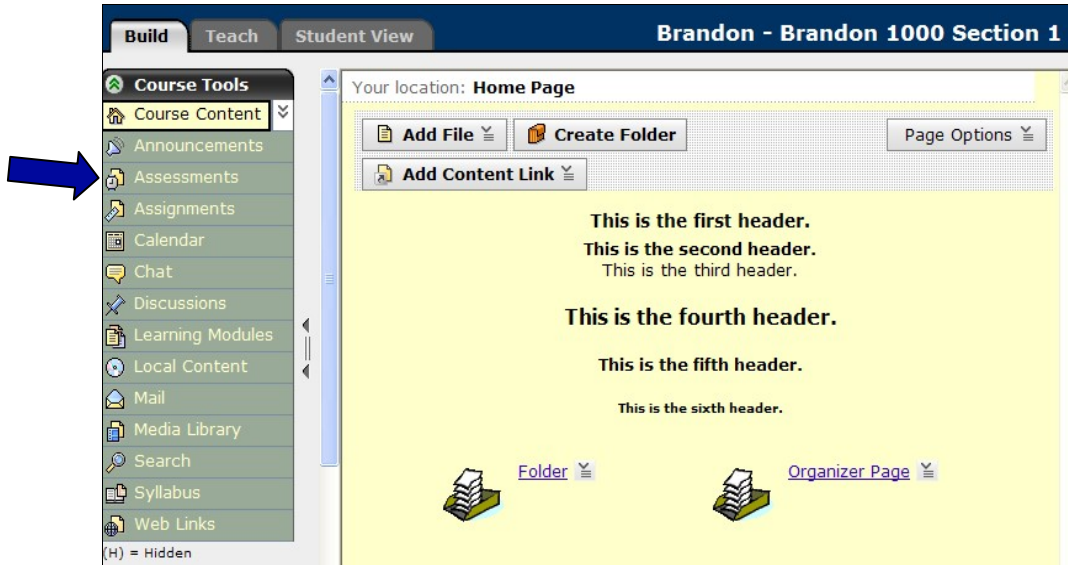 Build Teach Student View Brandon - Brandon 1000 Section 1
Course Tools
Course Content
Announcements
Assessments
Assignments
Calendar
Chat
Discussions
Learning Modules
Local Content
Mail
Media Library
Search
Syllabus
Web Links
(H) = Hidden
Your location: Home Page
Add File Create Folder Page Options
Add Content Link
This is the first header.
This is the second header.
This is the third header.
This is the fourth header.
This is the fifth header.
This is the sixth header.
Folder Organizer Page